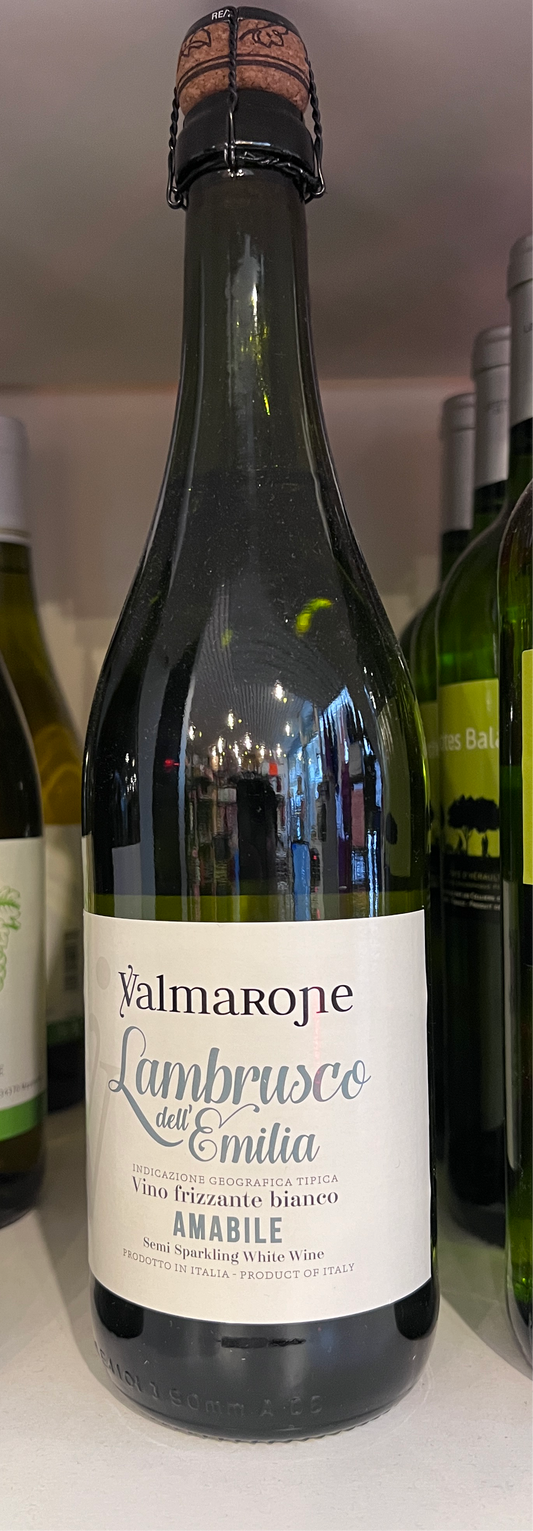 Valmarone
Lambrusco
dell'Emilia
INDICAZIONE GEOGRAFICA TIPICA
Vino frizzante bianco
AMABILE
Semi Sparkling White Wine
PRODOTTO IN ITALIA - PRODUCT OF ITALY